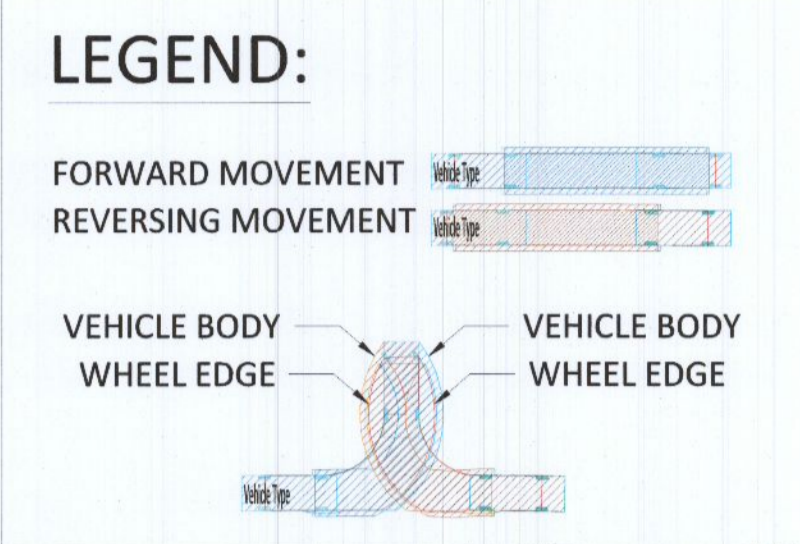 LEGEND:
FORWARD MOVEMENT
Vehicle Type
REVERSING MOVEMENT
Vehicle Type
VEHICLE BODY
VEHICLE BODY
WHEEL EDGE
WHEEL EDGE
Vehicle Type